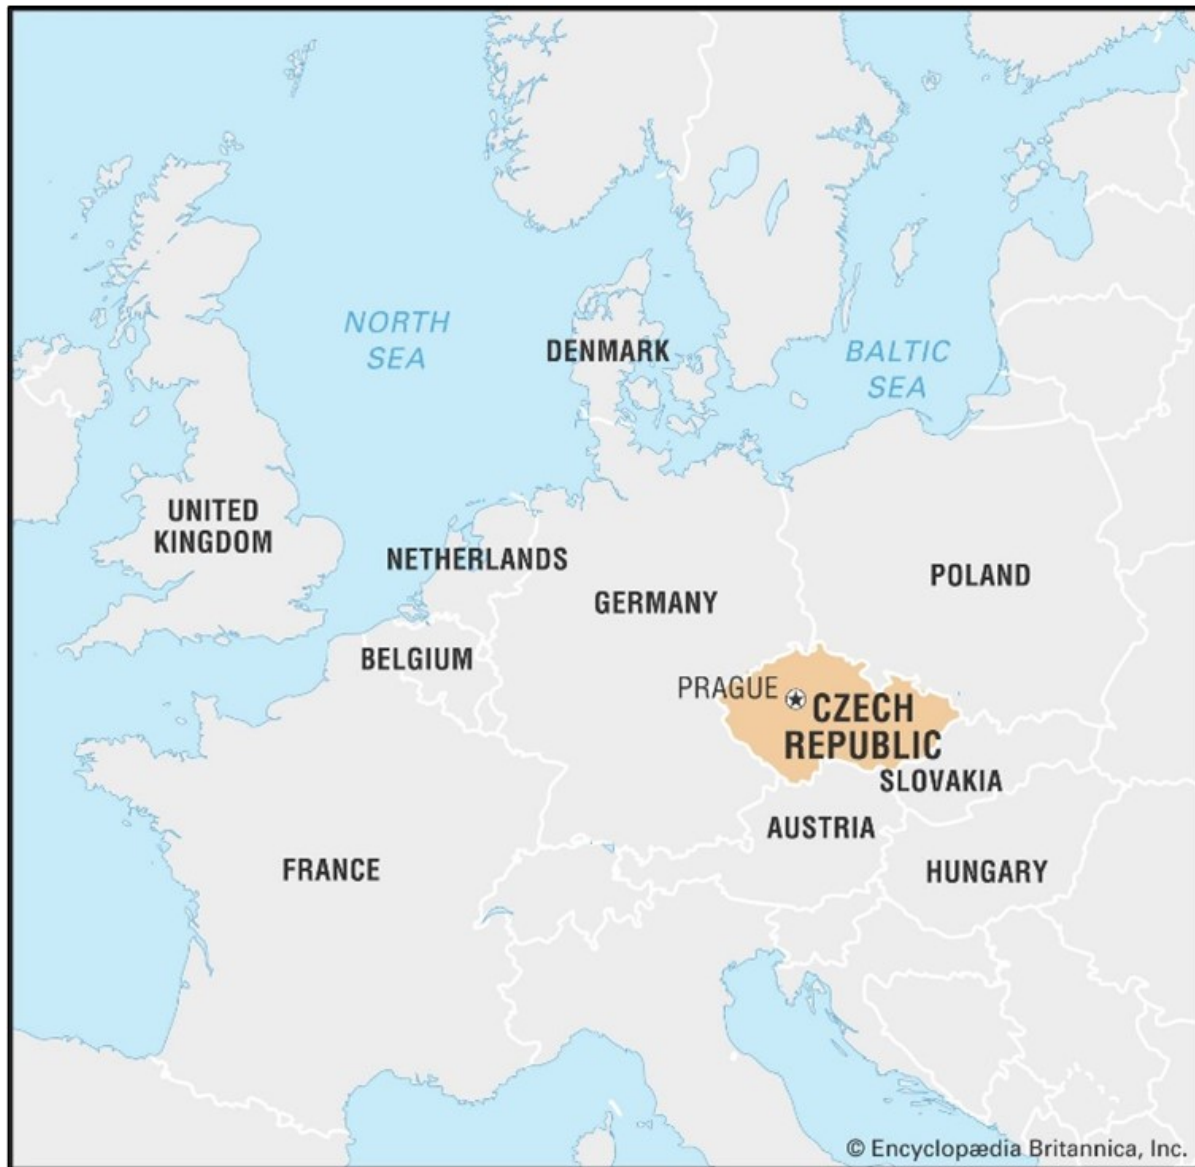 NORTH
SEA
DENMARK
BALTIC
SEA
UNITED
KINGDOM
NETHERLANDS
POLAND
GERMANY
BELGIUM
PRAGUE
CZECH
REPUBLIC
SLOVAKIA
AUSTRIA
FRANCE
HUNGARY
© Encyclopædia Britannica, Inc.